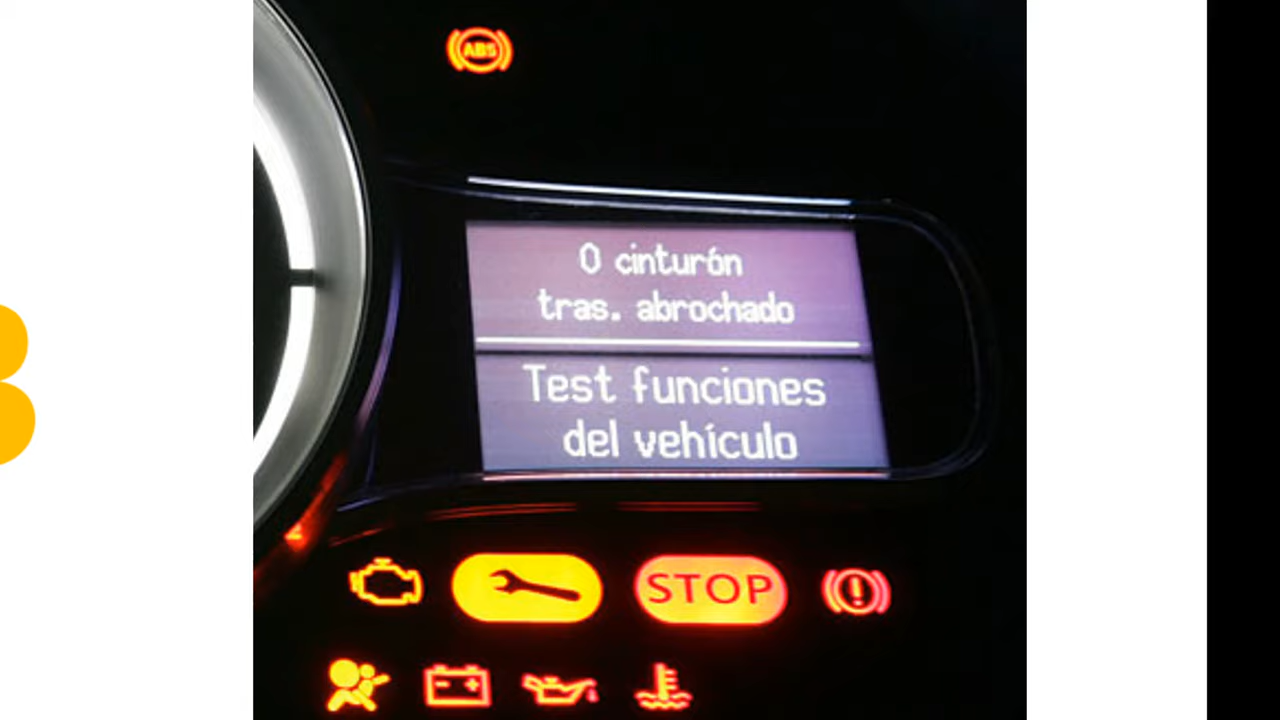 ABS
0 cinturón
tras. abrochado
Test funciones
del vehículo
STOP